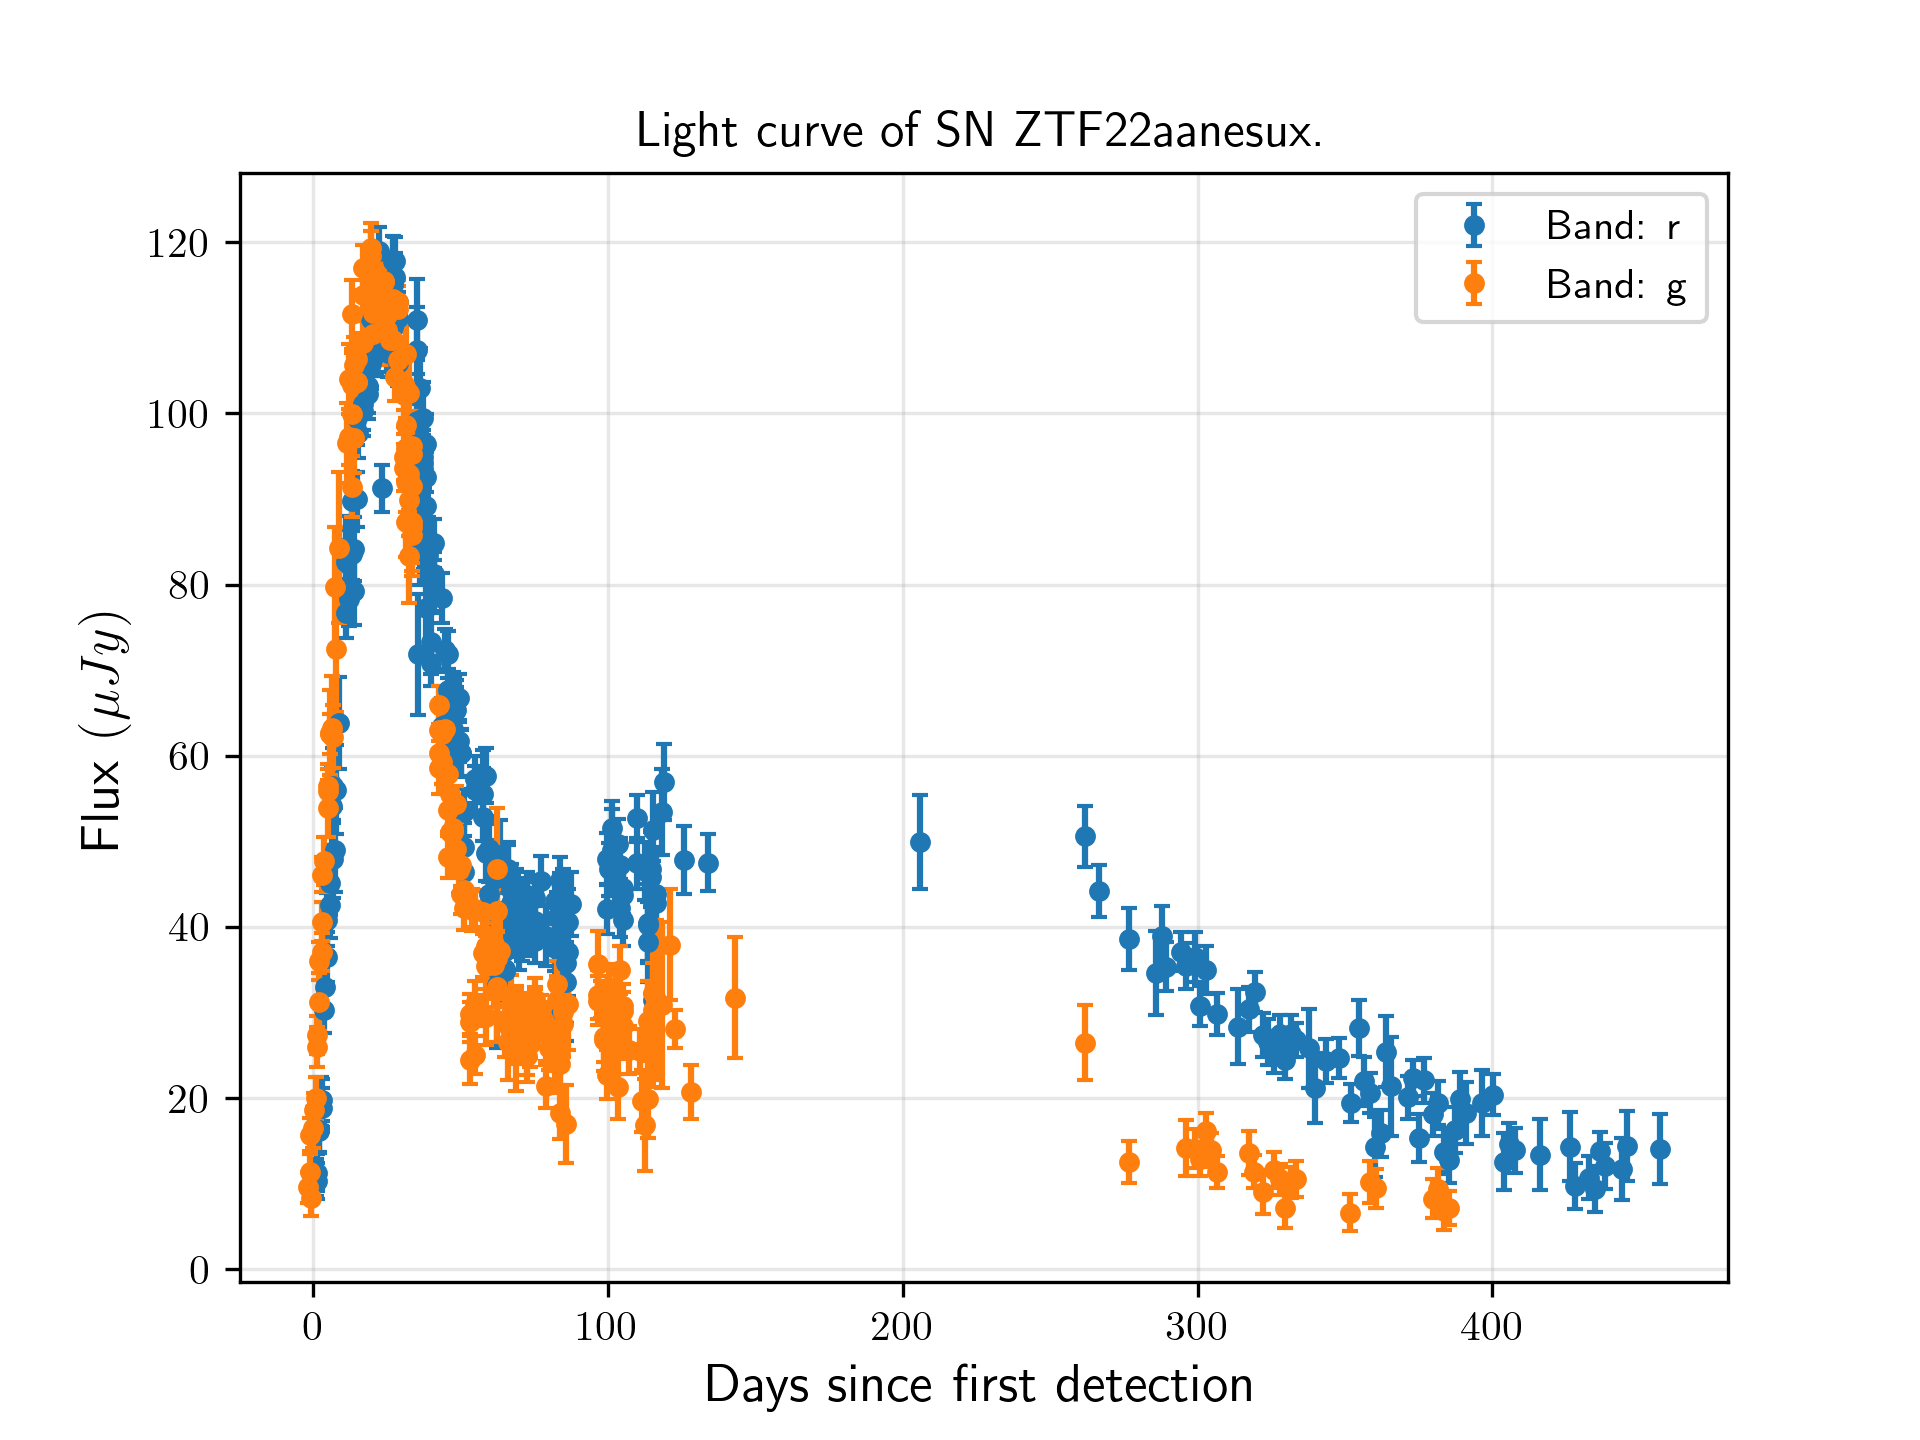 Light curve of SN ZTF22aanesux.
Band: r
Band: g
120
100
80
60
40
20
0
Flux (μJy)
0 100 200 300 400
Days since first detection